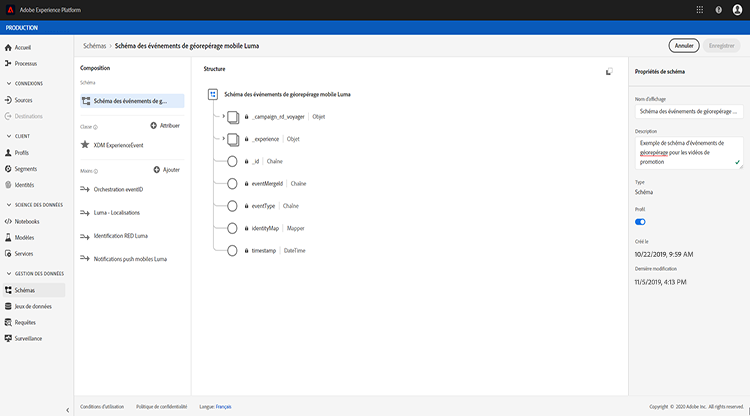 Adobe Experience Platform
PRODUCTION
Accueil
Processus
CONNEXIONS
Sources
Destinations
CLIENT
Profils
Segments
Identités
SCIENCE DES DONNÉES
Notebooks
Modèles
Services
GESTION DES DONNÉES
Schémas
Jeux de données
Requêtes
Surveillance
Schémas > Schéma des événements de géorepérage mobile Luma
Annuler
Enregistrer
Composition
Schéma
Schéma des événements de g...
Classe
Attribuer
XDM ExperienceEvent
Mixins
Ajouter
Orchestration eventID
Luma - Localisations
Identification RED Luma
Notifications push mobiles Luma
Structure
Schéma des événements de géorepérage mobile Luma
_campaign_rd_voyager | Objet
_experience | Objet
_id | Chaîne
eventMergeId | Chaîne
eventType | Chaîne
identityMap | Mapper
timestamp | DateTime
Propriétés de schéma
Nom d'affichage
Schéma des événements de géorepérage ...
Description
Exemple de schéma d'événements de
géorepérage pour les vidéos de
promotion
Type
Schéma
Profil
Créé le
10/22/2019, 9:59 AM
Dernière modification
11/5/2019, 4:13 PM
Conditions d'utilisation
Politique de confidentialité
Langue: Français
Copyright © 2020 Adobe Inc. All rights reserved.